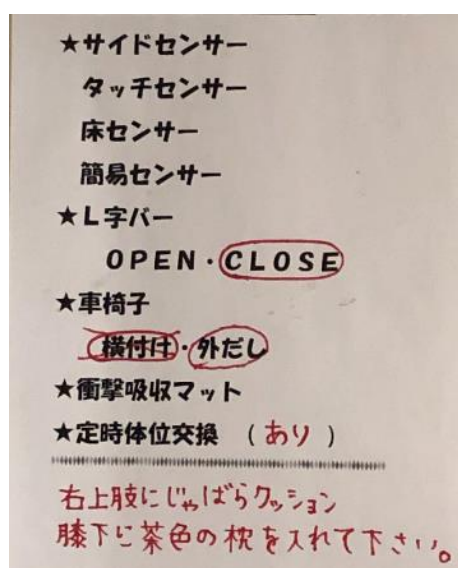 ★サイドセンサー
タッチセンサー
床センサー
簡易センサー
★L字バー
OPEN・CLOSE
★車椅子
横付け・外だし
★衝撃吸収マット
★定時体位交換 (あり)
右上肢にじゃばらクッション
膝下に茶色の枕を入れて下さい。